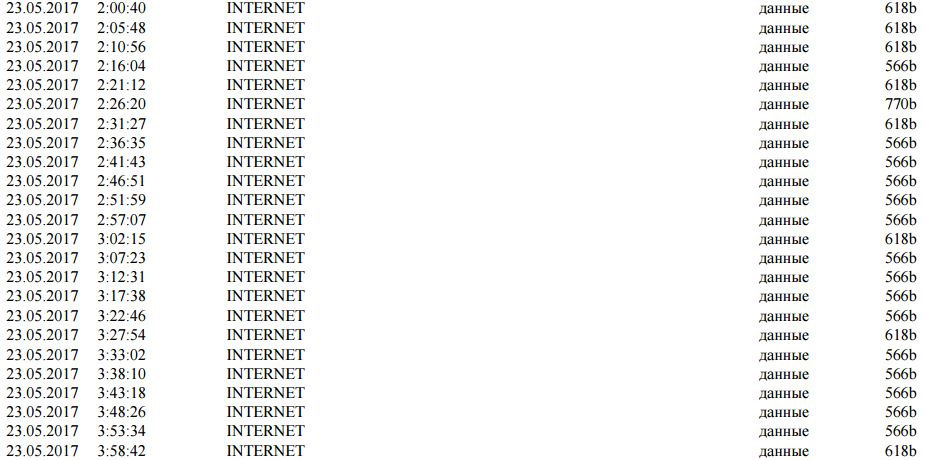 23.05.2017 2:00:40 INTERNET данные 618b
23.05.2017 2:05:48 INTERNET данные 618b
23.05.2017 2:10:56 INTERNET данные 618b
23.05.2017 2:16:04 INTERNET данные 566b
23.05.2017 2:21:12 INTERNET данные 618b
23.05.2017 2:26:20 INTERNET данные 770b
23.05.2017 2:31:27 INTERNET данные 618b
23.05.2017 2:36:35 INTERNET данные 566b
23.05.2017 2:41:43 INTERNET данные 566b
23.05.2017 2:46:51 INTERNET данные 566b
23.05.2017 2:51:59 INTERNET данные 566b
23.05.2017 2:57:07 INTERNET данные 566b
23.05.2017 3:02:15 INTERNET данные 618b
23.05.2017 3:07:23 INTERNET данные 566b
23.05.2017 3:12:31 INTERNET данные 566b
23.05.2017 3:17:38 INTERNET данные 566b
23.05.2017 3:22:46 INTERNET данные 566b
23.05.2017 3:27:54 INTERNET данные 618b
23.05.2017 3:33:02 INTERNET данные 566b
23.05.2017 3:38:10 INTERNET данные 566b
23.05.2017 3:43:18 INTERNET данные 566b
23.05.2017 3:48:26 INTERNET данные 566b
23.05.2017 3:53:34 INTERNET данные 566b
23.05.2017 3:58:42 INTERNET данные 618b